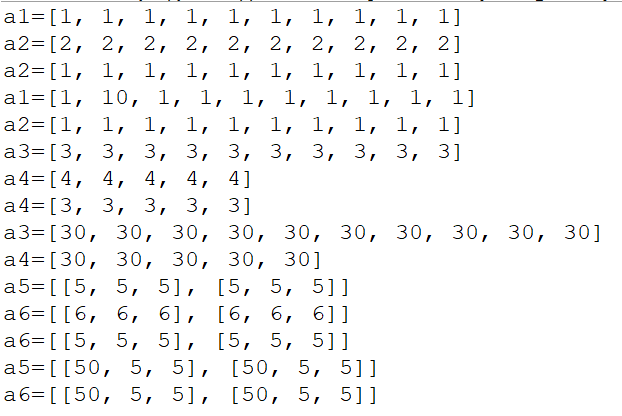 a1=[1, 1, 1, 1, 1, 1, 1, 1, 1, 1]
a2=[2, 2, 2, 2, 2, 2, 2, 2, 2, 2]
a2=[1, 1, 1, 1, 1, 1, 1, 1, 1, 1]
a1=[1, 10, 1, 1, 1, 1, 1, 1, 1, 1]
a2=[1, 1, 1, 1, 1, 1, 1, 1, 1, 1]
a3=[3, 3, 3, 3, 3, 3, 3, 3, 3, 3]
a4=[4, 4, 4, 4, 4]
a4=[3, 3, 3, 3, 3]
a3=[30, 30, 30, 30, 30, 30, 30, 30, 30, 30]
a4=[30, 30, 30, 30, 30]
a5=[[5, 5, 5], [5, 5, 5]]
a6=[[6, 6, 6], [6, 6, 6]]
a6=[[5, 5, 5], [5, 5, 5]]
a5=[[50, 5, 5], [50, 5, 5]]
a6=[[50, 5, 5], [50, 5, 5]]